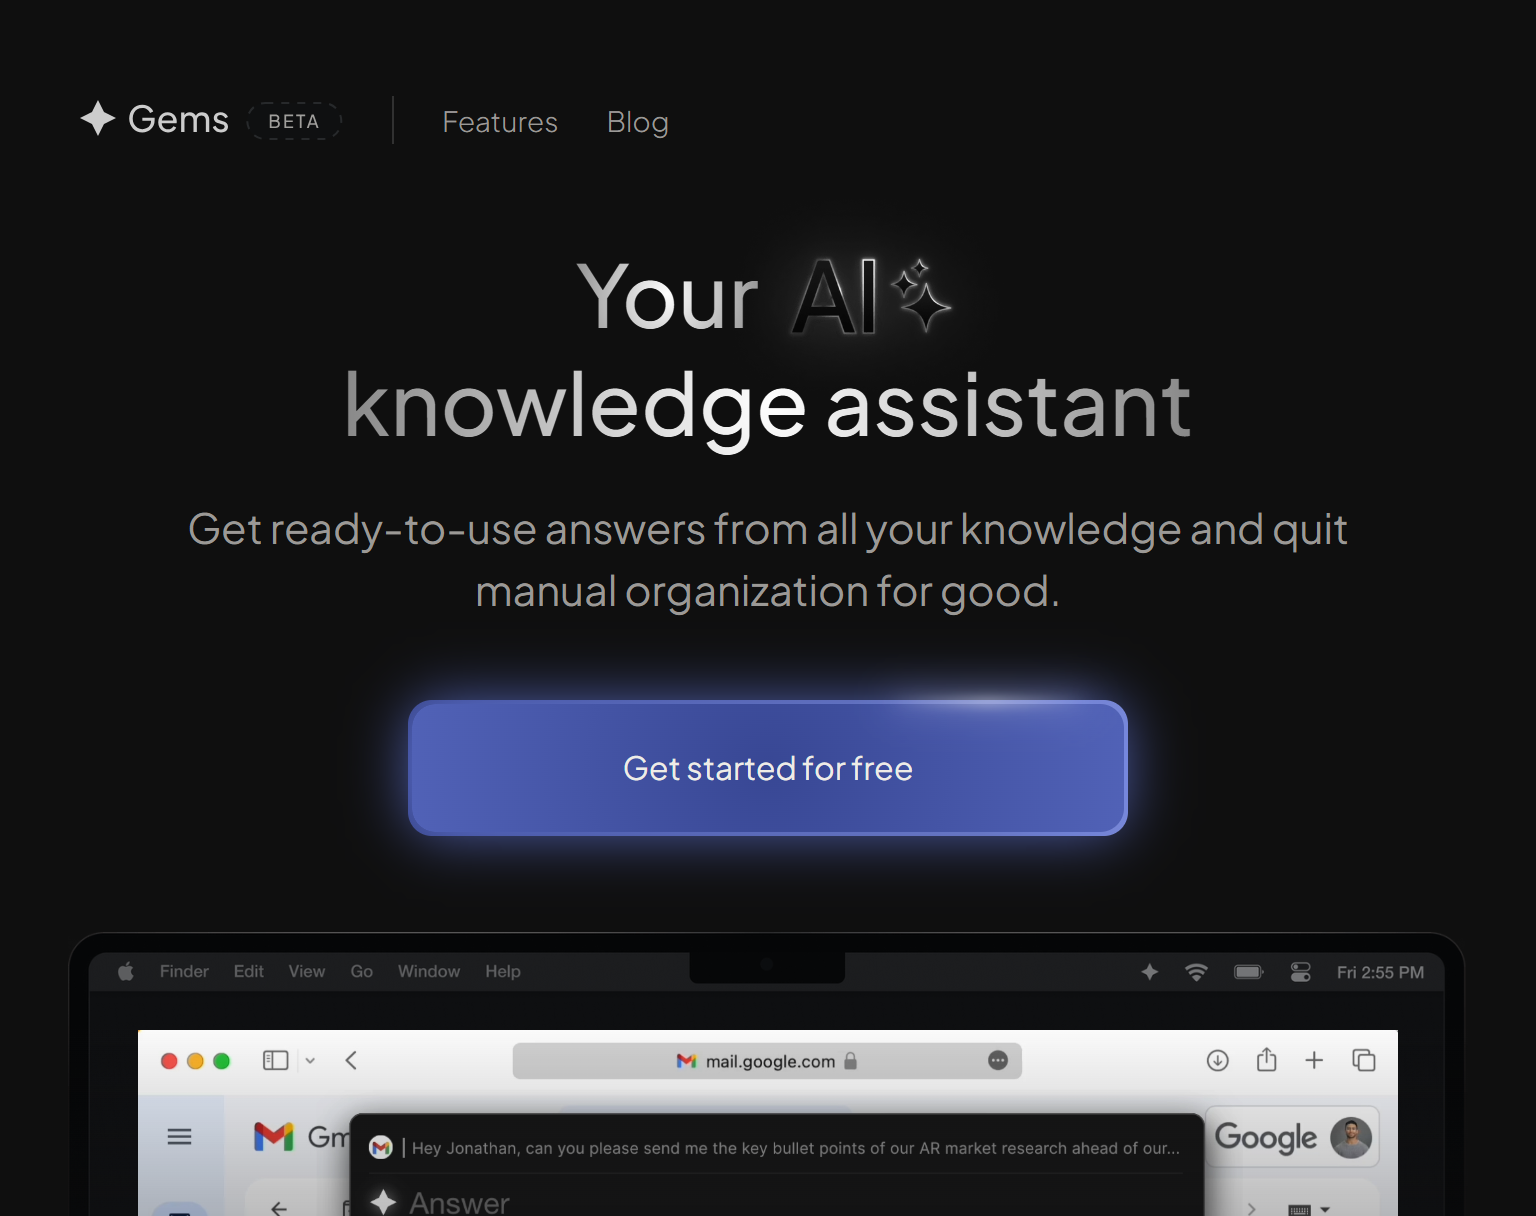 Gems BETA Features Blog
Your AI
knowledge assistant
Get ready-to-use answers from all your knowledge and quit
manual organization for good.
Get started for free
Finder Edit View Go Window Help Fri 2:55 PM
mail.google.com
Gm
Google
Hey Jonathan, can you please send me the key bullet points of our AR market research ahead of our...
Answer